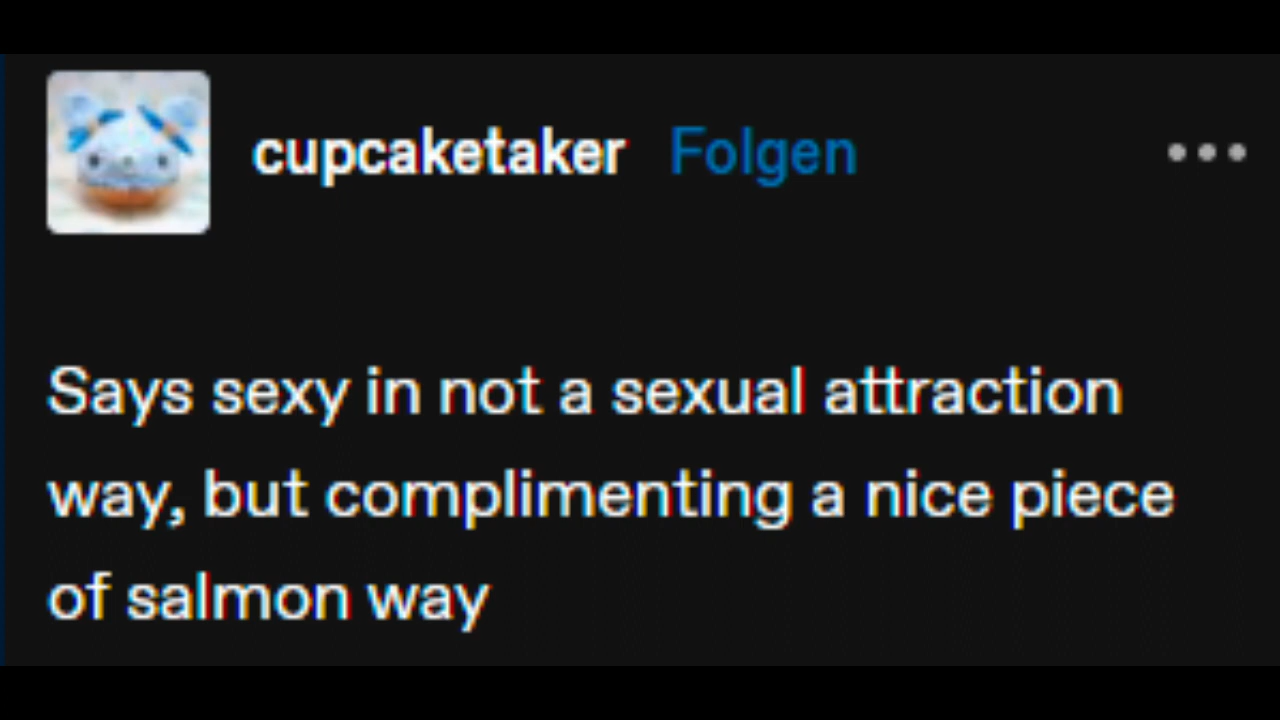 cupcaketaker Folgen
Says sexy in not a sexual attraction
way, but complimenting a nice piece
of salmon way